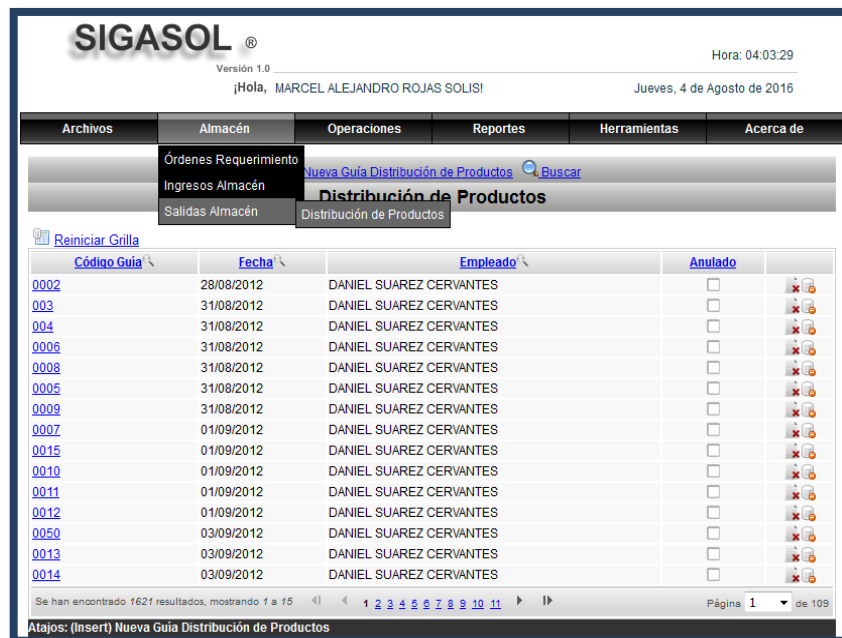 SIGASOL ®
Versión 1.0
Hora: 04:03:29
¡Hola, MARCEL ALEJANDRO ROJAS SOLIS!
Jueves, 4 de Agosto de 2016
Archivos Almacén Operaciones Reportes Herramientas Acerca de
Órdenes Requerimiento
Nueva Guía Distribución de Productos Buscar
Ingresos Almacén
Distribución de Productos
Salidas Almacén
Distribución de Productos
Reiniciar Grilla
Código Guía Fecha Empleado Anulado
0002 28/08/2012 DANIEL SUAREZ CERVANTES
003 31/08/2012 DANIEL SUAREZ CERVANTES
004 31/08/2012 DANIEL SUAREZ CERVANTES
0006 31/08/2012 DANIEL SUAREZ CERVANTES
0008 31/08/2012 DANIEL SUAREZ CERVANTES
0005 31/08/2012 DANIEL SUAREZ CERVANTES
0009 31/08/2012 DANIEL SUAREZ CERVANTES
0007 01/09/2012 DANIEL SUAREZ CERVANTES
0015 01/09/2012 DANIEL SUAREZ CERVANTES
0010 01/09/2012 DANIEL SUAREZ CERVANTES
0011 01/09/2012 DANIEL SUAREZ CERVANTES
0012 01/09/2012 DANIEL SUAREZ CERVANTES
0050 03/09/2012 DANIEL SUAREZ CERVANTES
0013 03/09/2012 DANIEL SUAREZ CERVANTES
0014 03/09/2012 DANIEL SUAREZ CERVANTES
Se han encontrado 1621 resultados, mostrando 1 a 15 1 2 3 4 5 6 7 8 9 10 11 Página 1 de 109
Atajos: (Insert) Nueva Guía Distribución de Productos